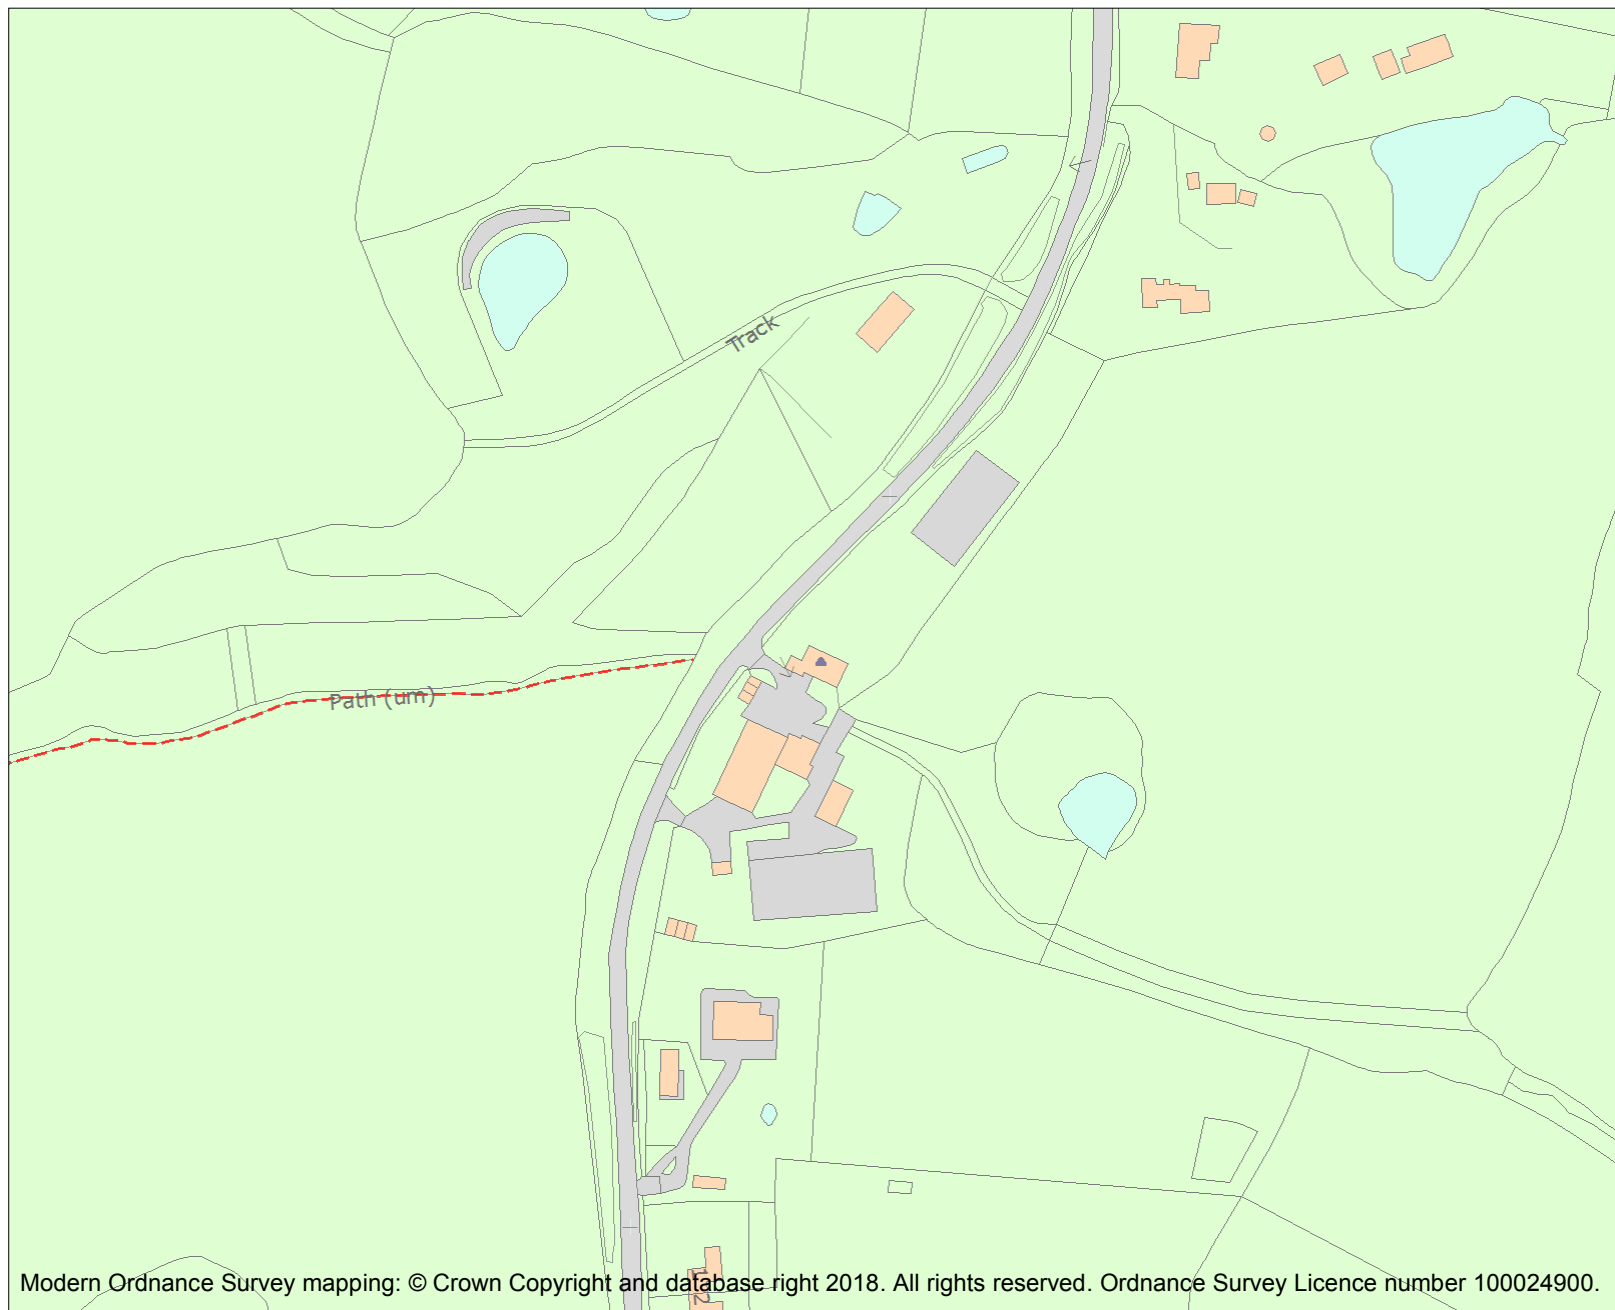 Track
Path (um)
Modern Ordnance Survey mapping: © Crown Copyright and database right 2018. All rights reserved. Ordnance Survey Licence number 100024900.